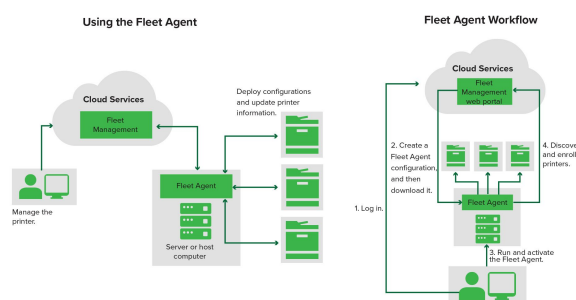 Using the Fleet Agent
Cloud Services
Fleet
Management
Manage the
printer.
Deploy configurations
and update printer
information.
Fleet Agent
Server or host
computer
Fleet Agent Workflow
Cloud Services
Fleet
Management
web portal
1. Log in.
2. Create a
Fleet Agent
configuration,
and then
download it.
4. Discove
and enroll
printers.
Fleet Agent
3. Run and activate
the Fleet Agent.